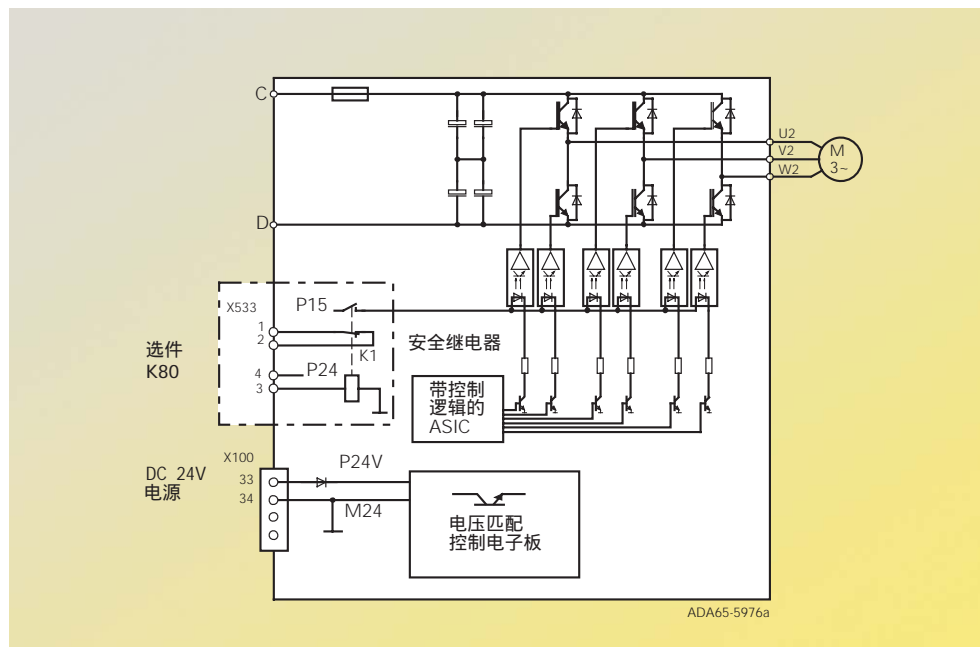 C
U2
V2
W2
M
3~
D
X533
P15
1
2
K1
安全继电器
选件
K80
4
P24
3
带控制
逻辑的
ASIC
DC 24V
电源
X100
33
P24V
34
M24
电压匹配
控制电子板
ADA65-5976a